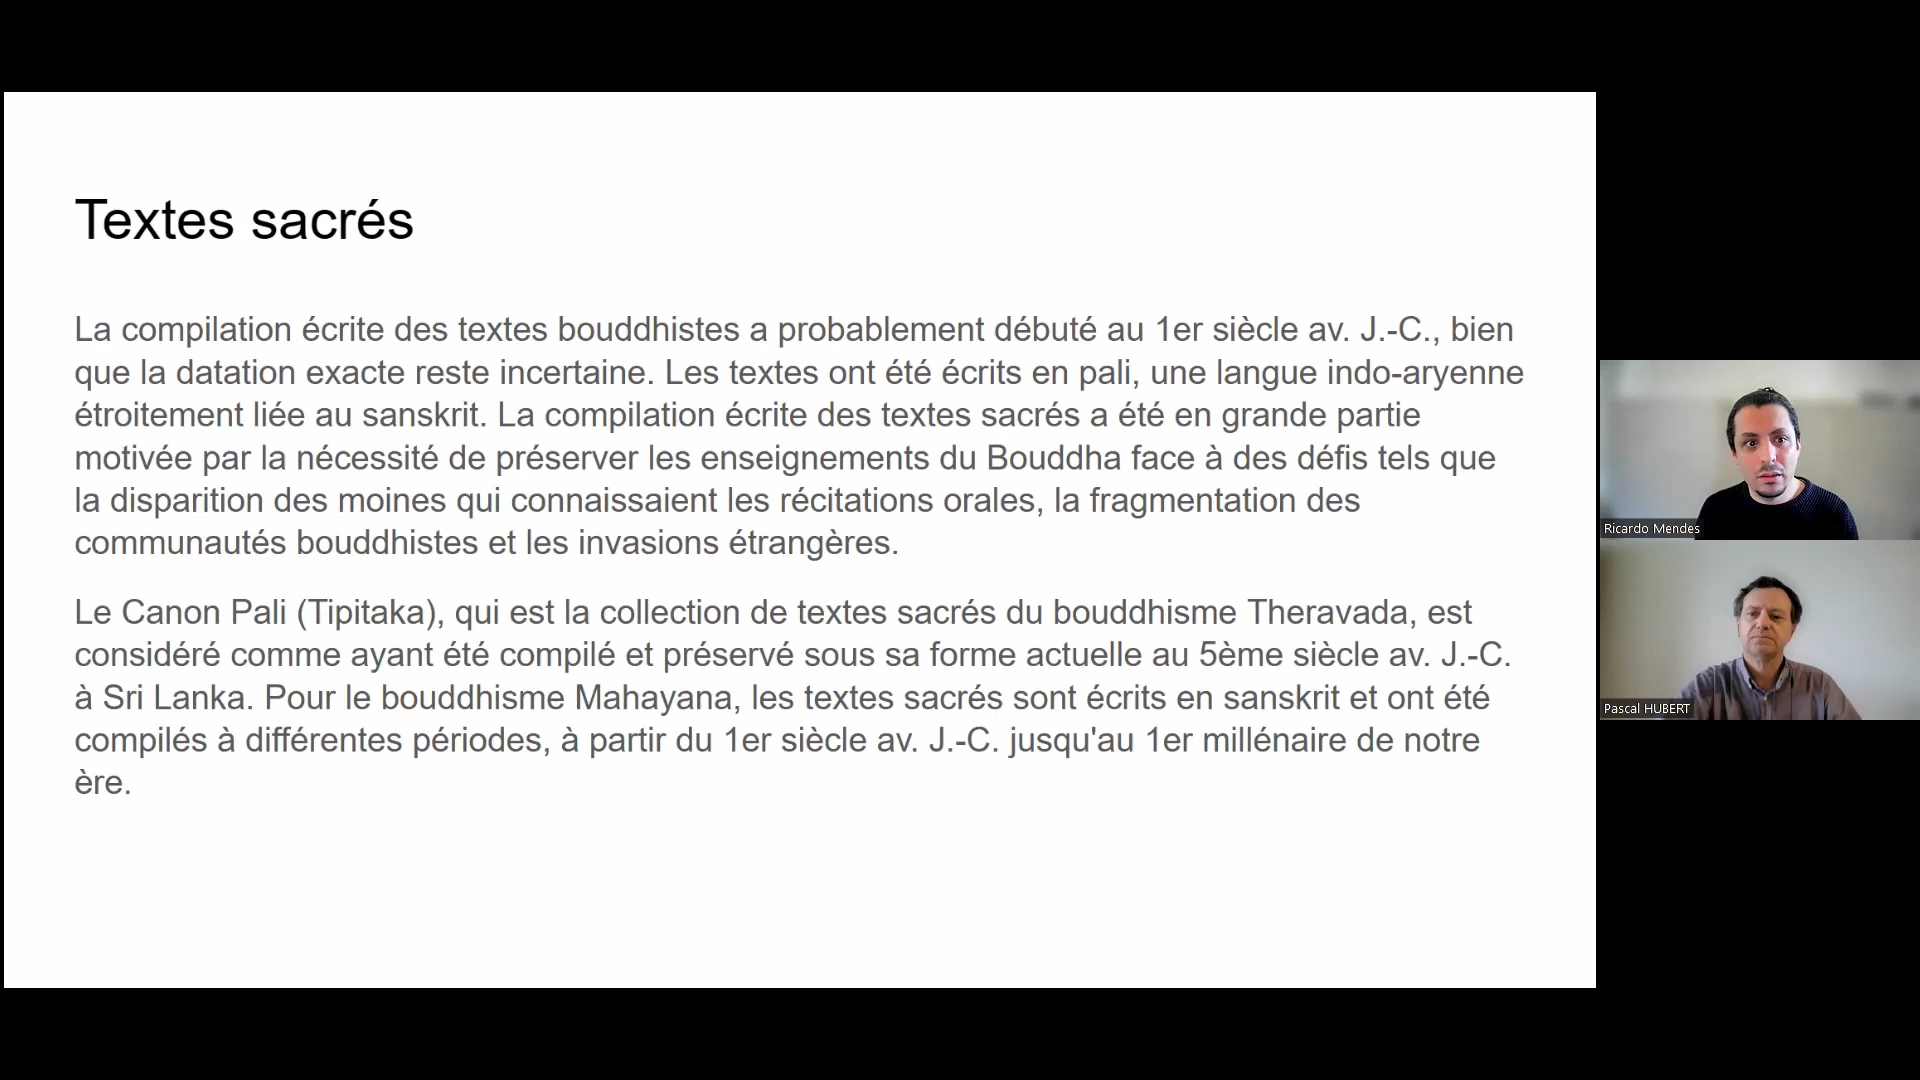 Textes sacrés
La compilation écrite des textes bouddhistes a probablement débuté au 1er siècle av. J.-C., bien
que la datation exacte reste incertaine. Les textes ont été écrits en pali, une langue indo-aryenne
étroitement liée au sanskrit. La compilation écrite des textes sacrés a été en grande partie
motivée par la nécessité de préserver les enseignements du Bouddha face à des défis tels que
la disparition des moines qui connaissaient les récitations orales, la fragmentation des
communautés bouddhistes et les invasions étrangères.
Le Canon Pali (Tipitaka), qui est la collection de textes sacrés du bouddhisme Theravada, est
considéré comme ayant été compilé et préservé sous sa forme actuelle au 5ème siècle av. J.-C.
à Sri Lanka. Pour le bouddhisme Mahayana, les textes sacrés sont écrits en sanskrit et ont été
compilés à différentes périodes, à partir du 1er siècle av. J.-C. jusqu'au 1er millénaire de notre
ère.
Ricardo Mendes
Pascal HUBERT